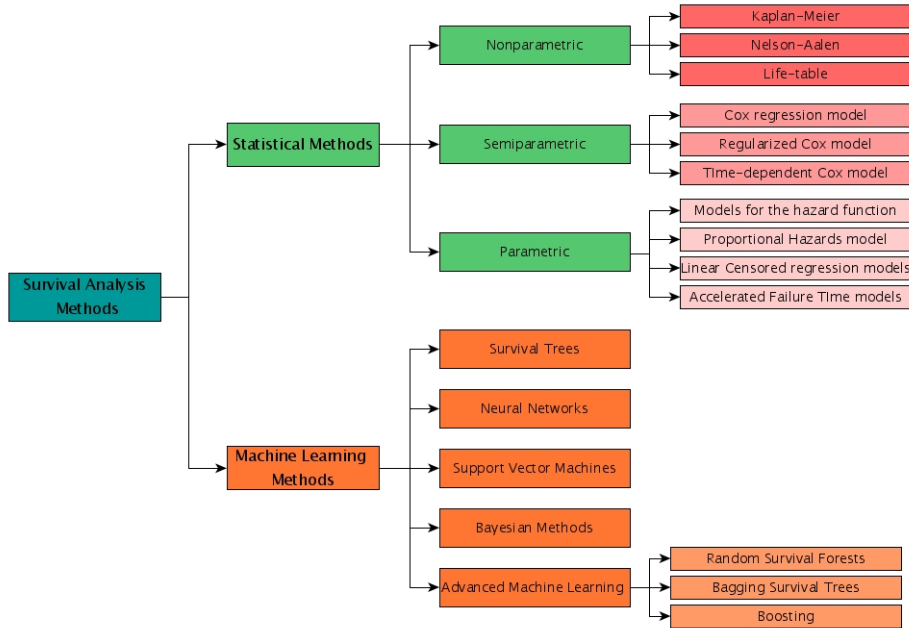 Survival Analysis
Methods
Statistical Methods
Nonparametric
Kaplan-Meier
Nelson-Aalen
Life-table
Semiparametric
Cox regression model
Regularized Cox model
TIme-dependent Cox model
Parametric
Models for the hazard function
Proportional Hazards model
Linear Censored regression models
Accelerated Failure TIme models
Machine Learning
Methods
Survival Trees
Neural Networks
Support Vector Machines
Bayesian Methods
Advanced Machine Learning
Random Survival Forests
Bagging Survival Trees
Boosting